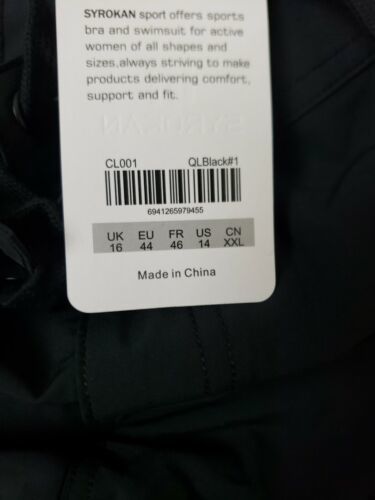 SYROKAN sport offers sports
bra and swimsuit for active
women of all shapes and
sizes,always striving to make
products delivering comfort,
support and fit.
CL001 QLBlack#1
6941265979455
UK EU FR US CN
16 44 46 14 XXL
Made in China